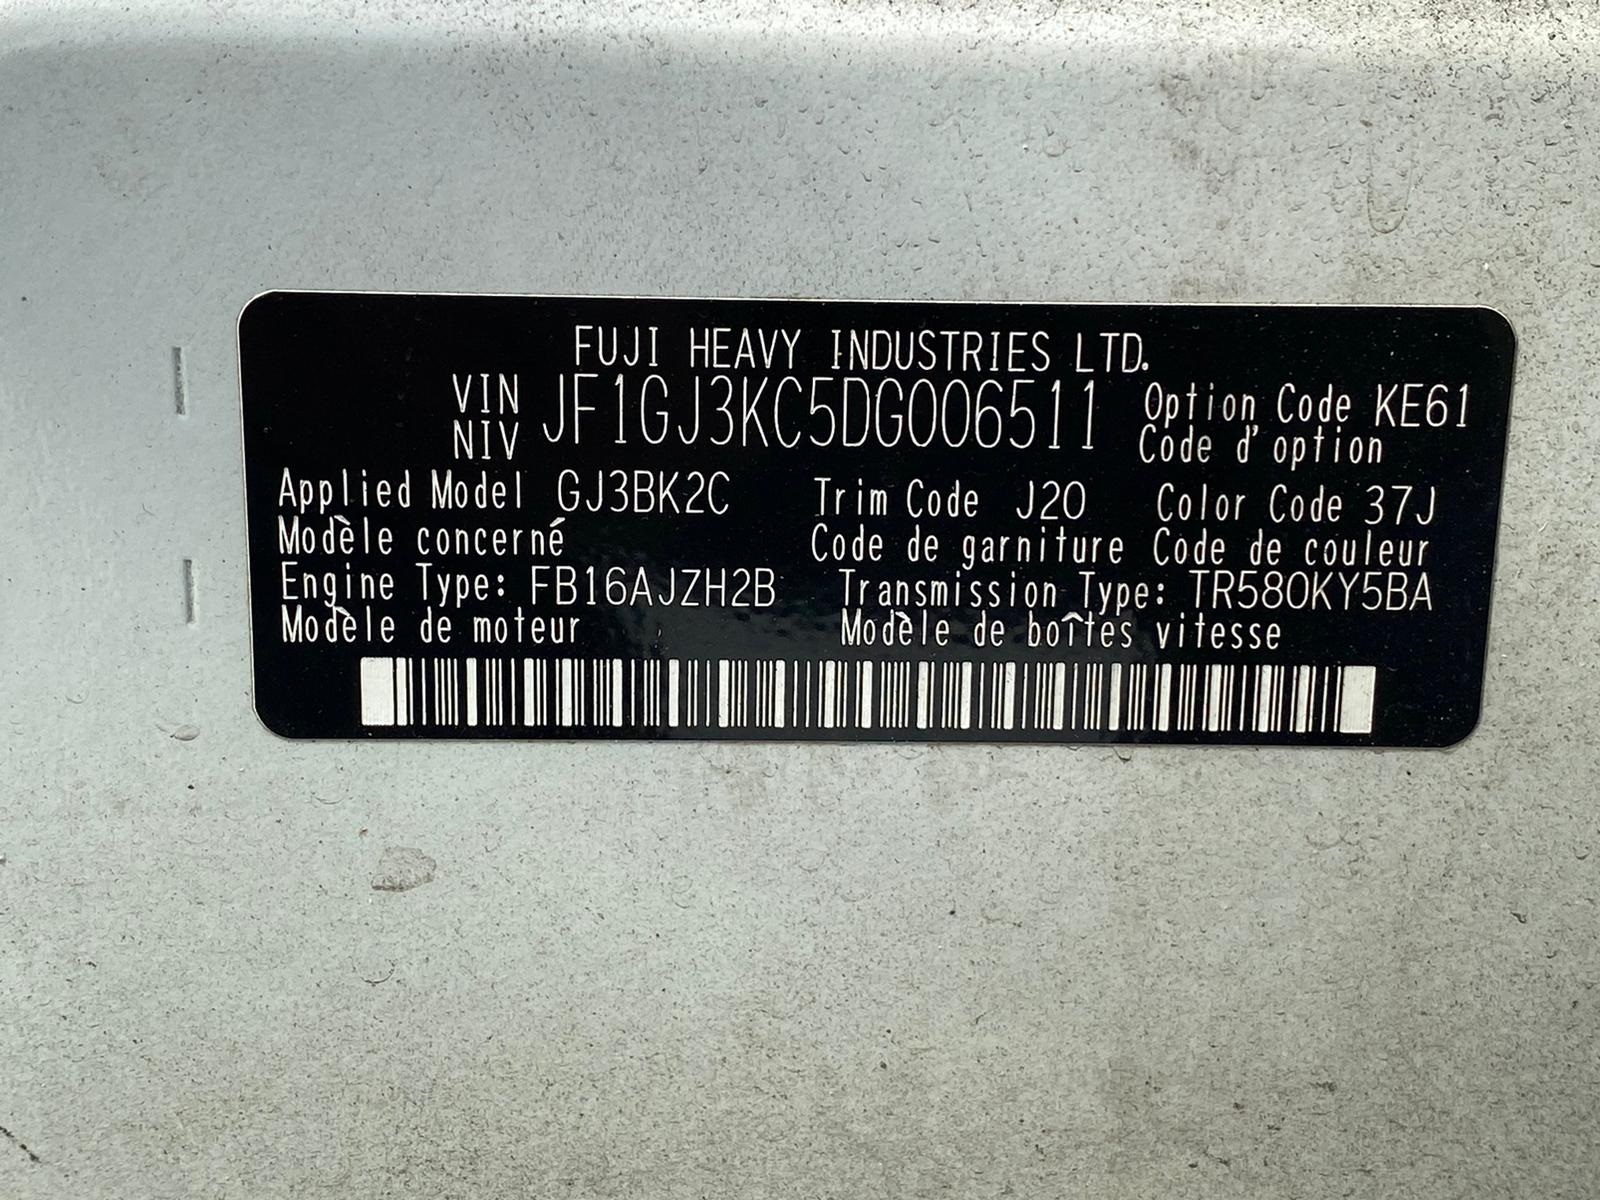 FUJI HEAVY INDUSTRIES LTD.
VIN JF1GJ3KC5DG006511 Option Code KE61
NIV Code d'option
Applied Model GJ3BK2C Trim Code J20 Color Code 37J
Modèle concerné Code de garniture Code de couleur
Engine Type: FB16AJZH2B Transmission Type: TR580KY5BA
Modèle de moteur Modèle de boîtes vitesse